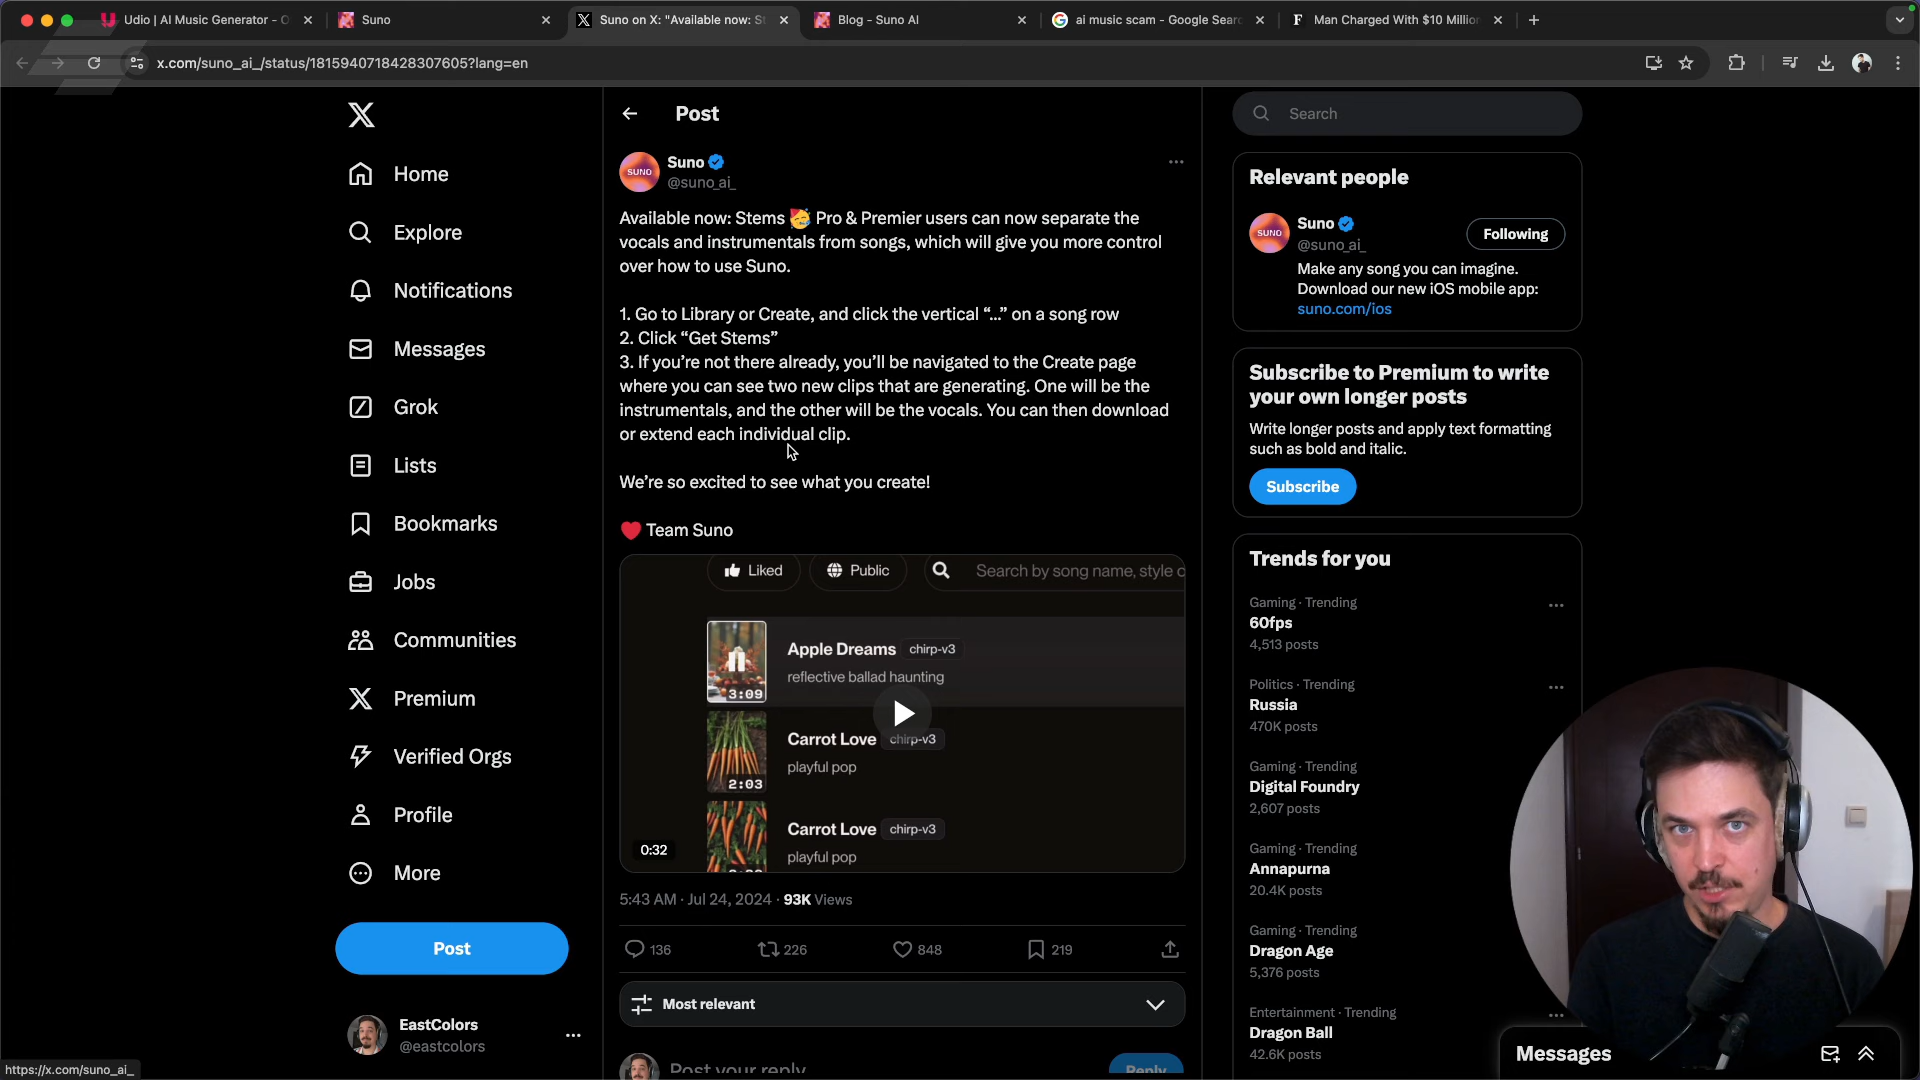 Udio | AI Music Generator - O
Suno
Suno on X: "Available now: St
Blog - Suno AI
ai music scam - Google Searc
Man Charged With $10 Million
x.com/suno_ai_/status/1815940718428307605?lang=en
Home
Explore
Notifications
Messages
Grok
Lists
Bookmarks
Jobs
Communities
Premium
Verified Orgs
Profile
More
Post
EastColors
@eastcolors
https://x.com/suno_ai_
Post
SUNO
Suno
@suno_ai_
Available now: Stems 🥳 Pro & Premier users can now separate the
vocals and instrumentals from songs, which will give you more control
over how to use Suno.
1. Go to Library or Create, and click the vertical “...” on a song row
2. Click “Get Stems”
3. If you’re not there already, you’ll be navigated to the Create page
where you can see two new clips that are generating. One will be the
instrumentals, and the other will be the vocals. You can then download
or extend each individual clip.
We’re so excited to see what you create!
❤️ Team Suno
Liked
Public
Search by song name, style o
Apple Dreams chirp-v3
reflective ballad haunting
3:09
Carrot Love chirp-v3
playful pop
2:03
Carrot Love chirp-v3
playful pop
0:32
5:43 AM · Jul 24, 2024 · 93K Views
136
226
848
219
Most relevant
Post your reply
Reply
Search
Relevant people
SUNO
Suno
@suno_ai_
Following
Make any song you can imagine.
Download our new iOS mobile app:
suno.com/ios
Subscribe to Premium to write
your own longer posts
Write longer posts and apply text formatting
such as bold and italic.
Subscribe
Trends for you
Gaming · Trending
60fps
4,513 posts
Politics · Trending
Russia
470K posts
Gaming · Trending
Digital Foundry
2,607 posts
Gaming · Trending
Annapurna
20.4K posts
Gaming · Trending
Dragon Age
5,376 posts
Entertainment · Trending
Dragon Ball
42.6K posts
Messages